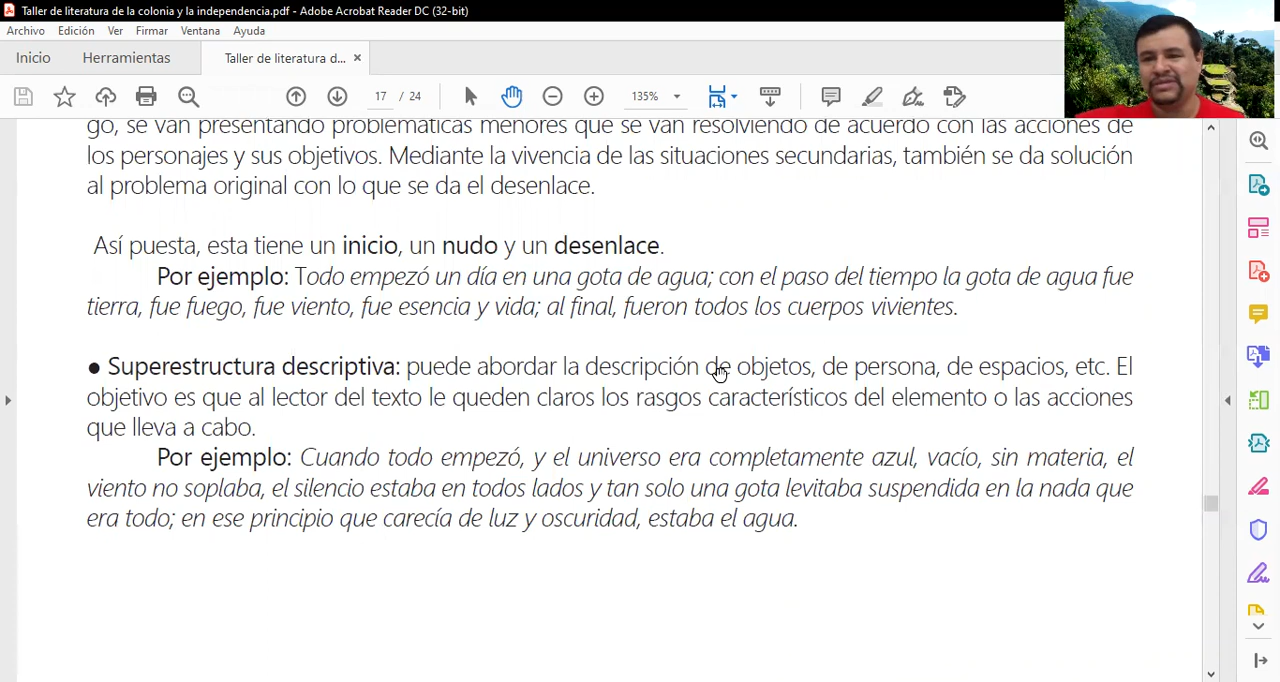 Taller de literatura de la colonia y la independencia.pdf - Adobe Acrobat Reader DC (32-bit)
Archivo Edición Ver Firmar Ventana Ayuda
Inicio Herramientas Taller de literatura d... ×
17 / 24 135%
go, se van presentando problemáticas menores que se van resolviendo de acuerdo con las acciones de
los personajes y sus objetivos. Mediante la vivencia de las situaciones secundarias, también se da solución
al problema original con lo que se da el desenlace.
Así puesta, esta tiene un inicio, un nudo y un desenlace.
Por ejemplo: Todo empezó un día en una gota de agua; con el paso del tiempo la gota de agua fue
tierra, fue fuego, fue viento, fue esencia y vida; al final, fueron todos los cuerpos vivientes.
● Superestructura descriptiva: puede abordar la descripción de objetos, de persona, de espacios, etc. El
objetivo es que al lector del texto le queden claros los rasgos característicos del elemento o las acciones
que lleva a cabo.
Por ejemplo: Cuando todo empezó, y el universo era completamente azul, vacío, sin materia, el
viento no soplaba, el silencio estaba en todos lados y tan solo una gota levitaba suspendida en la nada que
era todo; en ese principio que carecía de luz y oscuridad, estaba el agua.